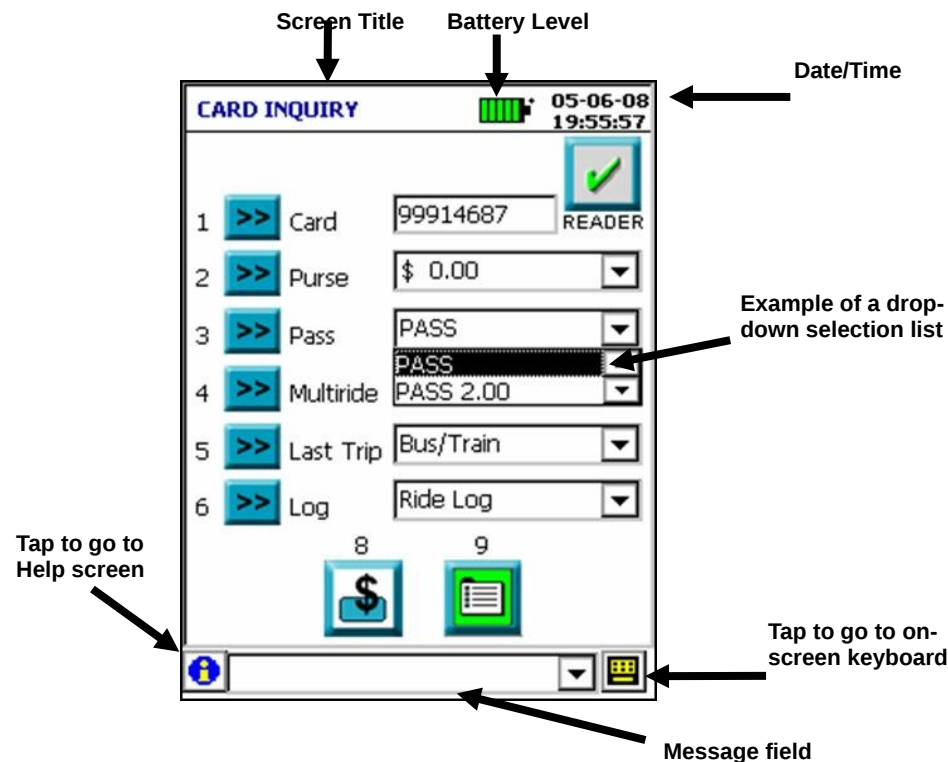 Screen Title Battery Level
Date/Time
CARD INQUIRY 05-06-08
19:55:57
READER
1 >> Card 99914687
2 >> Purse $ 0.00
3 >> Pass PASS
PASS
4 >> Multiride PASS 2.00
5 >> Last Trip Bus/Train
6 >> Log Ride Log
8 9
$
Example of a drop-
down selection list
Tap to go to
Help screen
Tap to go to on-
screen keyboard
Message field